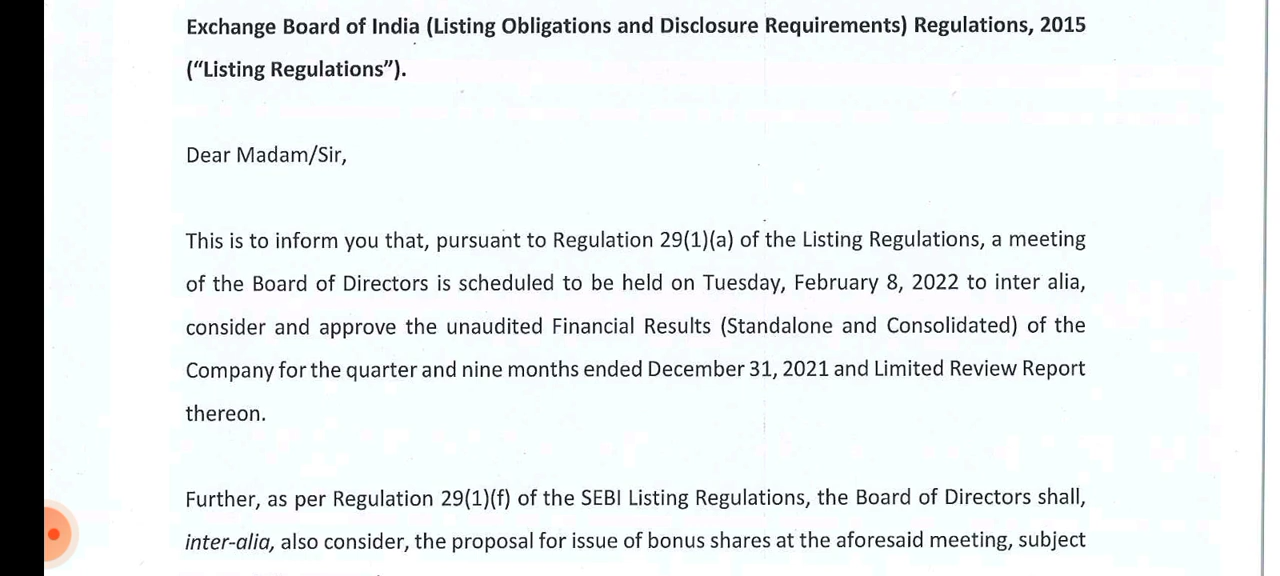 Exchange Board of India (Listing Obligations and Disclosure Requirements) Regulations, 2015
(“Listing Regulations”).
Dear Madam/Sir,
This is to inform you that, pursuant to Regulation 29(1)(a) of the Listing Regulations, a meeting
of the Board of Directors is scheduled to be held on Tuesday, February 8, 2022 to inter alia,
consider and approve the unaudited Financial Results (Standalone and Consolidated) of the
Company for the quarter and nine months ended December 31, 2021 and Limited Review Report
thereon.
Further, as per Regulation 29(1)(f) of the SEBI Listing Regulations, the Board of Directors shall,
inter-alia, also consider, the proposal for issue of bonus shares at the aforesaid meeting, subject